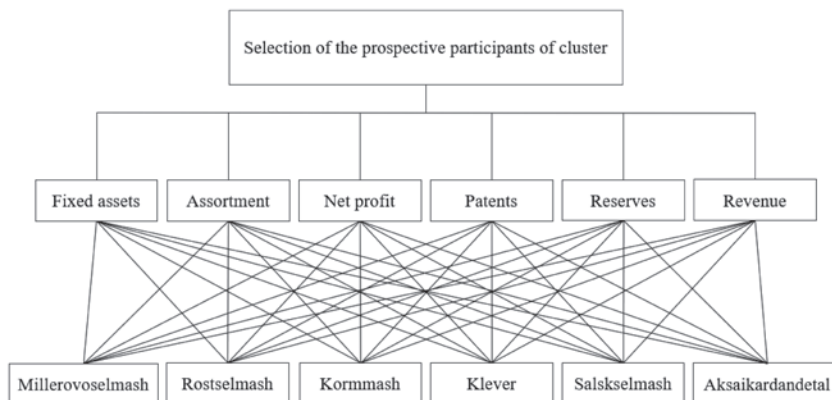 Selection of the prospective participants of cluster
Fixed assets
Assortment
Net profit
Patents
Reserves
Revenue
Millerovoselmash
Rostselmash
Kormmash
Klever
Salskselmash
Aksaikardandetal